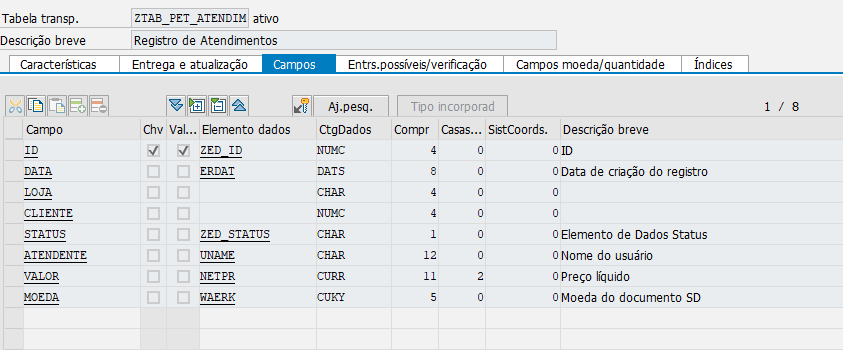 Tabela transp. ZTAB_PET_ATENDIM ativo
Descrição breve Registro de Atendimentos
Características Entrega e atualização Campos Entrs.possíveis/verificação Campos moeda/quantidade Índices
Aj.pesq. Tipo incorporad 1 / 8
Campo Chv Val... Elemento dados CtgDados Compr Casas... SistCoords. Descrição breve
ID ZED_ID NUMC 4 0 0 ID
DATA ERDAT DATS 8 0 0 Data de criação do registro
LOJA CHAR 4 0 0
CLIENTE NUMC 4 0 0
STATUS ZED_STATUS CHAR 1 0 0 Elemento de Dados Status
ATENDENTE UNAME CHAR 12 0 0 Nome do usuário
VALOR NETPR CURR 11 2 0 Preço líquido
MOEDA WAERK CUKY 5 0 0 Moeda do documento SD